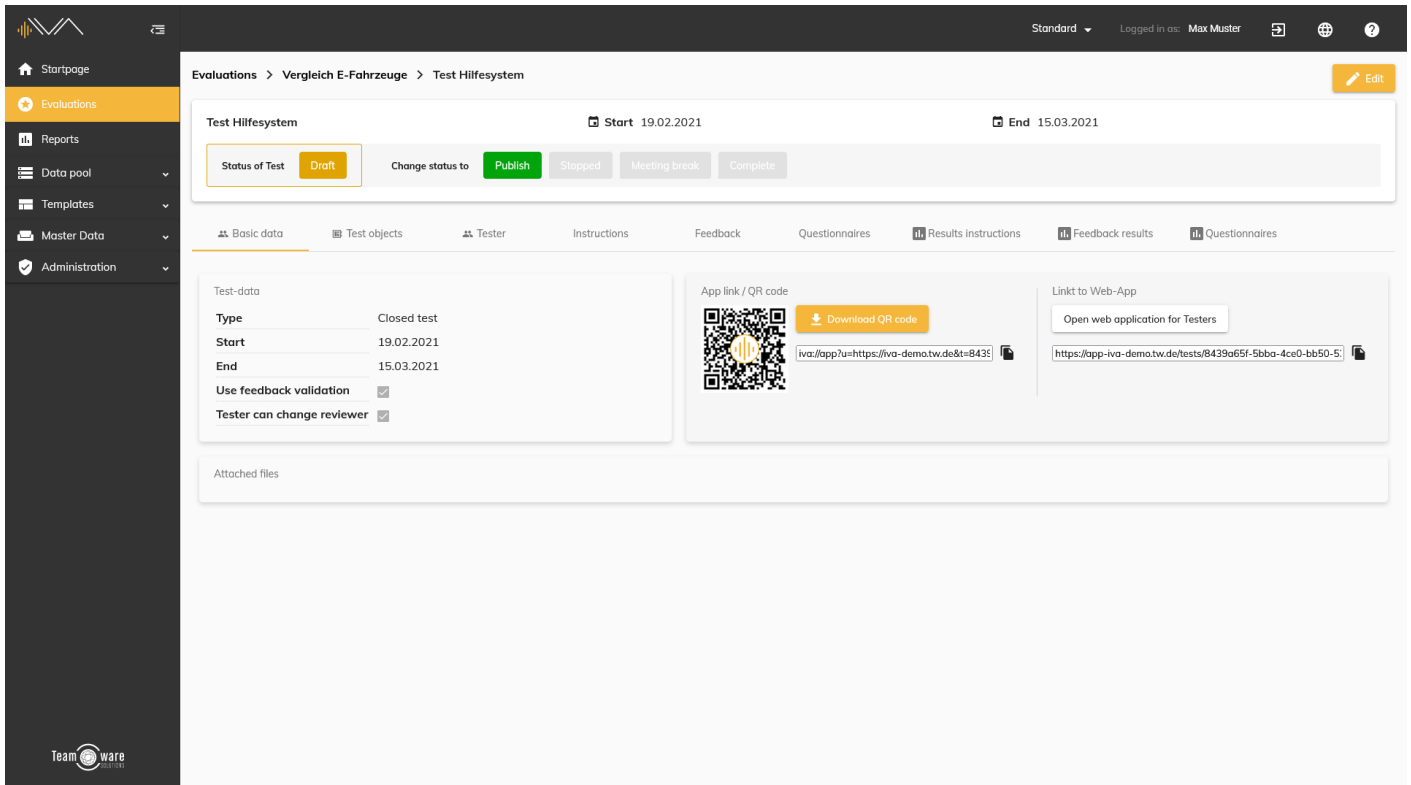 Standard
Logged in as: Max Muster
Startpage
Evaluations
Reports
Data pool
Templates
Master Data
Administration
Evaluations > Vergleich E-Fahrzeuge > Test Hilfesystem
Edit
Test Hilfesystem
Start 19.02.2021
End 15.03.2021
Status of Test Draft
Change status to Publish Stopped Meeting break Complete
Basic data
Test objects
Tester
Instructions
Feedback
Questionnaires
Results instructions
Feedback results
Questionnaires
Test-data
Type Closed test
Start 19.02.2021
End 15.03.2021
Use feedback validation
Tester can change reviewer
App link / QR code
Download QR code
iva://app?u=https://iva-demo.tw.de&t=8439
Linkt to Web-App
Open web application for Testers
https://app-iva-demo.tw.de/tests/8439a65f-5bba-4ce0-bb50-5
Attached files
Team ware
SOLUTIONS